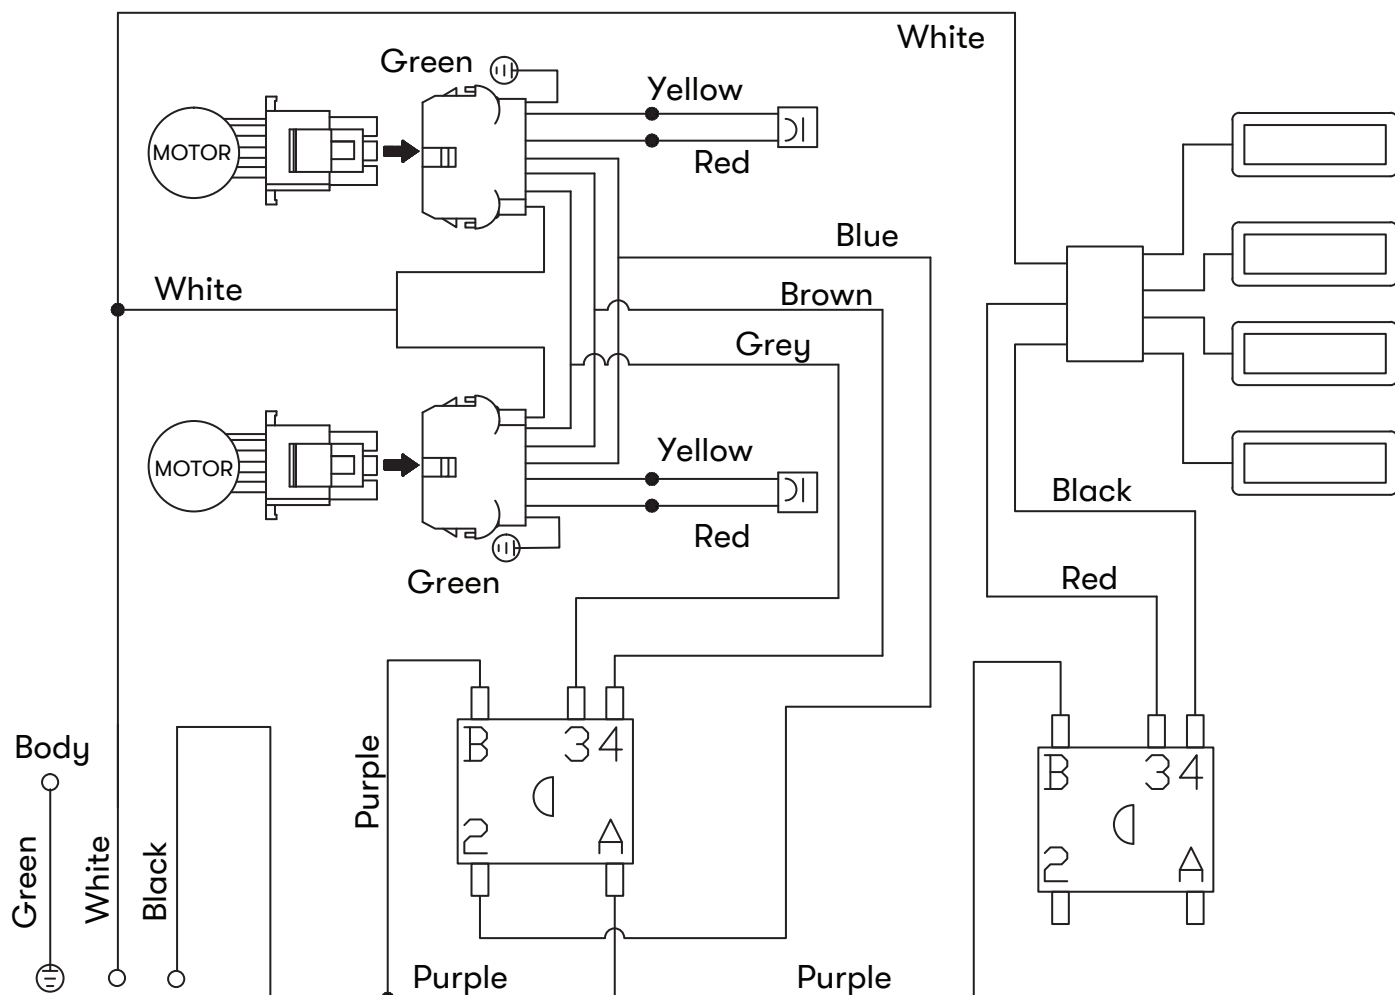 White
Green
Yellow
MOTOR
Red
Blue
White
Brown
Grey
Yellow
MOTOR
Black
Red
Green
Red
Body
Purple
B 3 4
B 3 4
2 A
2 A
Green
White
Black
Purple
Purple